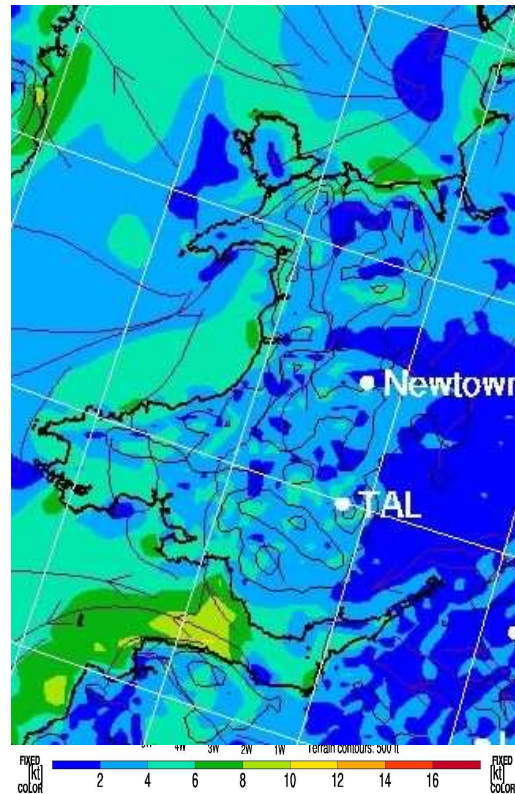 Newtown
TAL
4W 3W 2W 1W Terrain contours: 500 ft
FIXED [kt] COLOR 2 4 6 8 10 12 14 16 FIXED [kt] COLOR